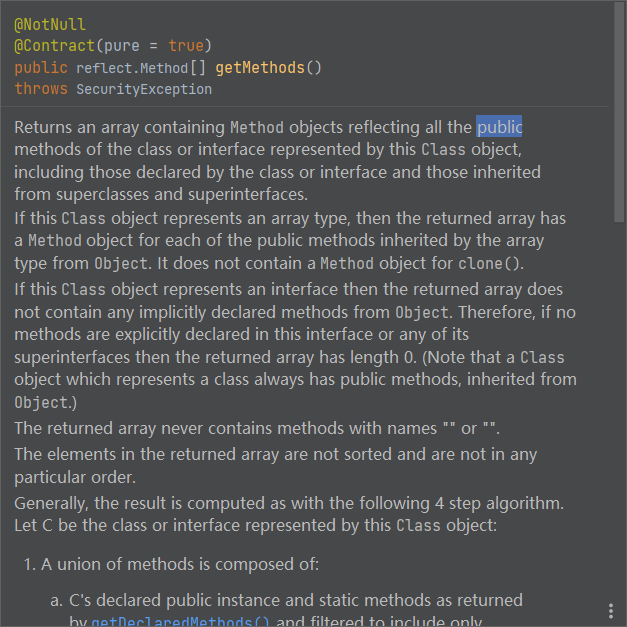 @NotNull
@Contract(pure = true)
public reflect.Method[] getMethods()
throws SecurityException
Returns an array containing Method objects reflecting all the public
methods of the class or interface represented by this Class object,
including those declared by the class or interface and those inherited
from superclasses and superinterfaces.
If this Class object represents an array type, then the returned array has
a Method object for each of the public methods inherited by the array
type from Object. It does not contain a Method object for clone().
If this Class object represents an interface then the returned array does
not contain any implicitly declared methods from Object. Therefore, if no
methods are explicitly declared in this interface or any of its
superinterfaces then the returned array has length 0. (Note that a Class
object which represents a class always has public methods, inherited from
Object.)
The returned array never contains methods with names "" or "".
The elements in the returned array are not sorted and are not in any
particular order.
Generally, the result is computed as with the following 4 step algorithm.
Let C be the class or interface represented by this Class object:
1. A union of methods is composed of:
a. C's declared public instance and static methods as returned
by getDeclaredMethods() and filtered to include only